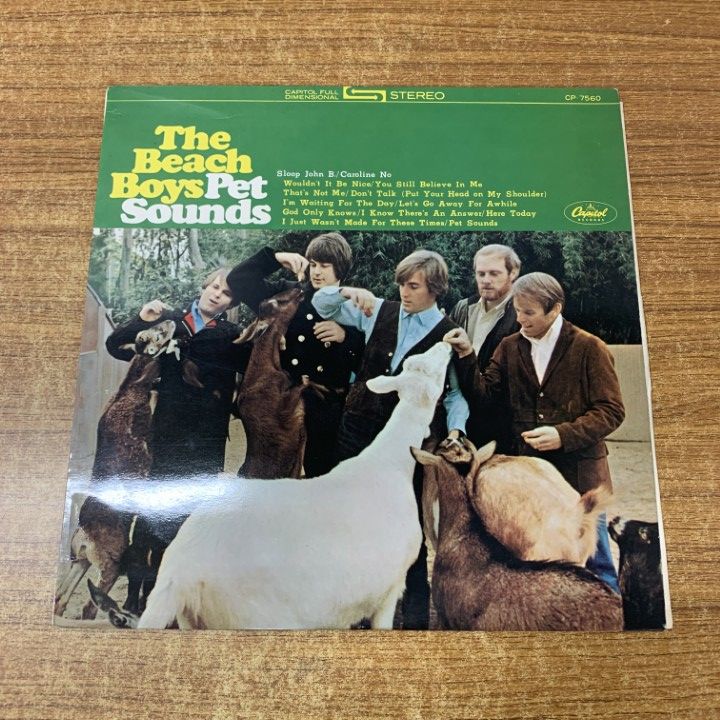 CAPITOL FULL
DIMENSIONAL STEREO
CP-7560
The
Beach
Boys Pet
Sounds
Sloop John B./Caroline No
Wouldn't It Be Nice/You Still Believe In Me
That's Not Me/Don't Talk (Put Your Head on My Shoulder)
I'm Waiting For The Day/Let's Go Away For Awhile
God Only Knows/I Know There's An Answer/Here Today
I Just Wasn't Made For These Times/Pet Sounds
Capitol
RECORDS